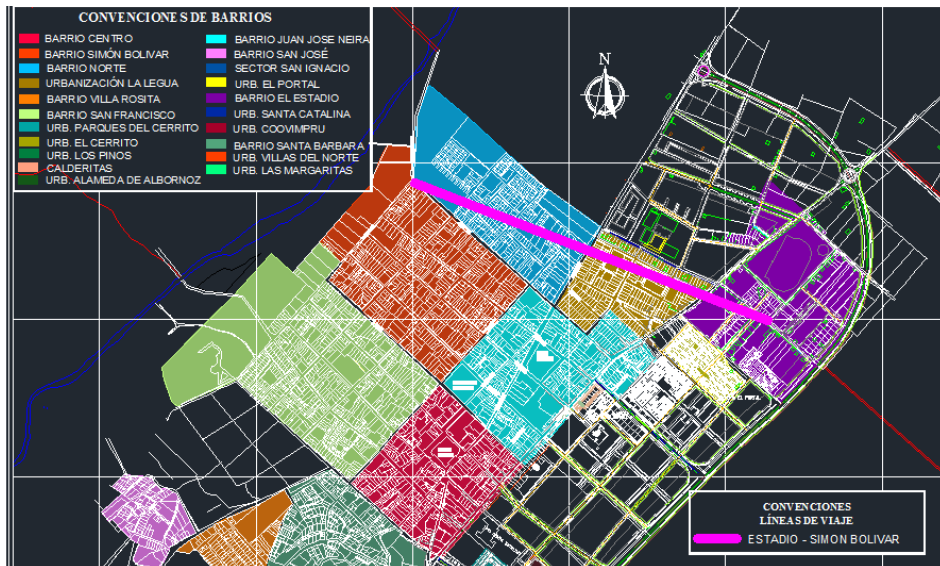 CONVENCIONES DE BARRIOS
BARRIO CENTRO
BARRIO SIMÓN BOLIVAR
BARRIO NORTE
URBANIZACIÓN LA LEGUA
BARRIO VILLA ROSITA
BARRIO SAN FRANCISCO
URB. PARQUES DEL CERRITO
URB. EL CERRITO
URB. LOS PINOS
CALDERITAS
URB. ALAMEDA DE ALBORNOZ
BARRIO JUAN JOSE NEIRA
BARRIO SAN JOSÉ
SECTOR SAN IGNACIO
URB. EL PORTAL
BARRIO EL ESTADIO
URB. SANTA CATALINA
URB. COOVIMPRU
BARRIO SANTA BARBARA
URB. VILLAS DEL NORTE
URB. LAS MARGARITAS
N
EL PORTAL
CONVENCIONES
LÍNEAS DE VIAJE
ESTADIO - SIMON BOLIVAR